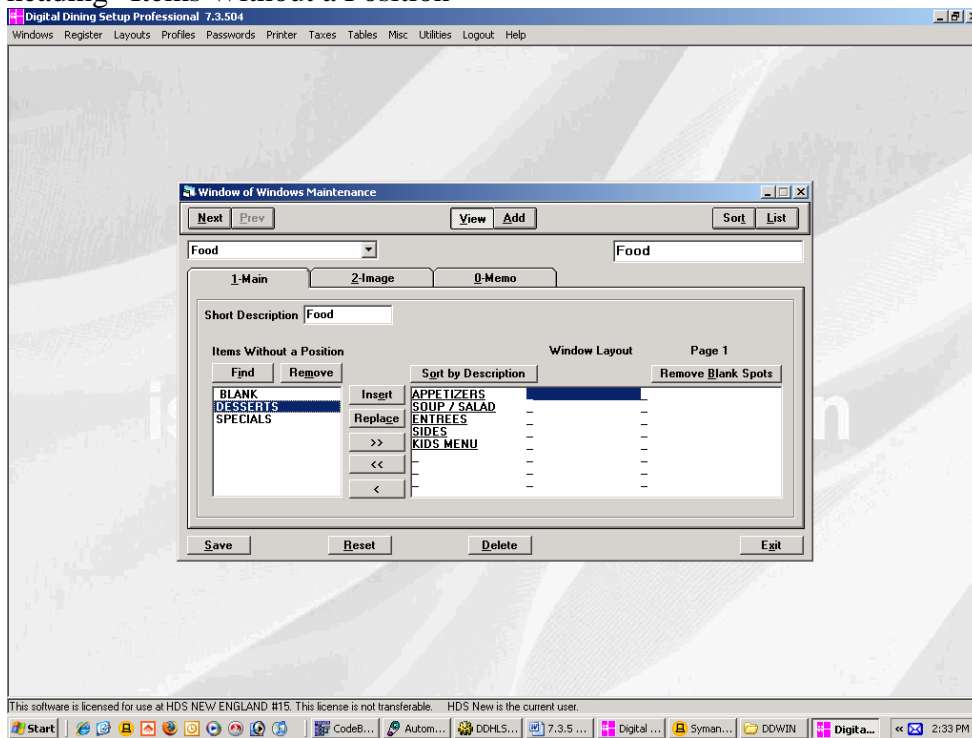 heading "Items Without a Position"
Digital Dining Setup Professional 7.3.504
Windows Register Layouts Profiles Passwords Printer Taxes Tables Misc Utilities Logout Help
Window of Windows Maintenance
Next Prev View Add Sort List
Food Food
1-Main 2-Image 0-Memo
Short Description Food
Items Without a Position Window Layout Page 1
Find Remove Sort by Description Remove Blank Spots
BLANK
DESSERTS
SPECIALS
Insert
Replace
>>
<<
<
APPETIZERS
SOUP / SALAD
ENTREES
SIDES
KIDS MENU
Save Reset Delete Exit
This software is licensed for use at HDS NEW ENGLAND #15. This license is not transferable. HDS New is the current user.
Start CodeB... Autom... DDHLS... 7.3.5 ... Digital ... Syman... DDWIN Digita... « 2:33 PM